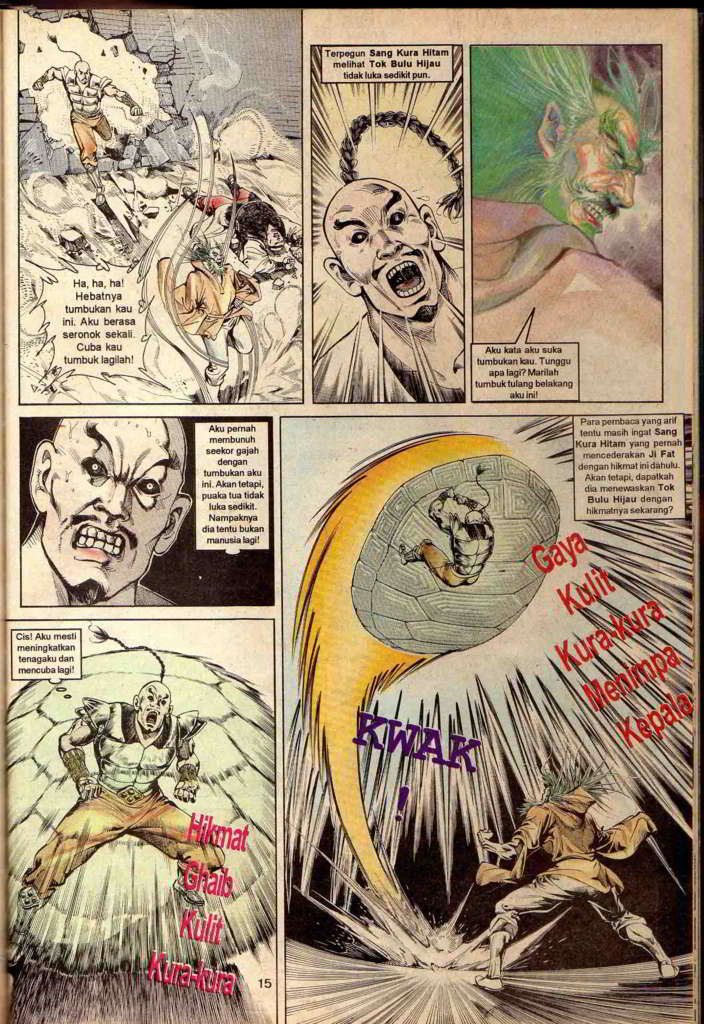 Ha, ha, ha!
Hebatnya
tumbukan kau
ini. Aku berasa
seronok sekali.
Cuba kau
tumbuk lagilah!
Terpegun Sang Kura Hitam
melihat Tok Bulu Hijau
tidak luka sedikit pun.
Aku kata aku suka
tumbukan kau. Tunggu
apa lagi? Marilah
tumbuk tulang belakang
aku ini!
Aku pernah
membunuh
seekor gajah
dengan
tumbukan aku
ini. Akan tetapi,
puaka tua tidak
luka sedikit.
Nampaknya
dia tentu bukan
manusia lagi!
Para pembaca yang arif
tentu masih ingat Sang
Kura Hitam yang pernah
mencederakan Ji Fat
dengan hikmat ini dahulu.
Akan tetapi, dapatkah
dia menewaskan Tok
Bulu Hijau dengan
hikmatnya sekarang?
Gaya
Kulit
Kura-kura
Menimpa
Kepala
KWAK
!
Cis! Aku mesti
meningkatkan
tenagaku dan
mencuba lagi!
Hikmat
Ghaib
Kulit
Kura-kura
15